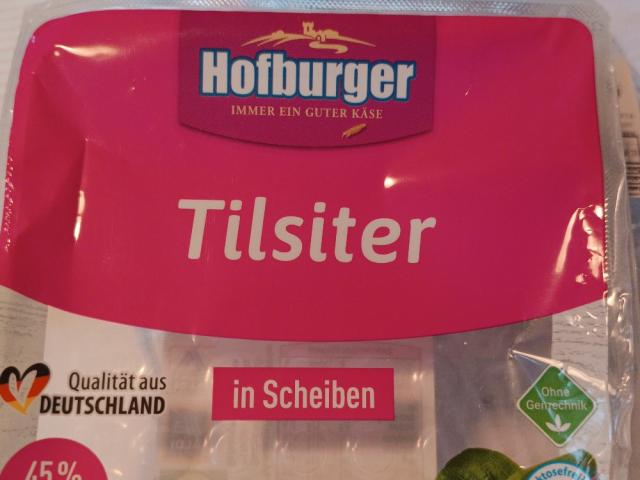 Hofburger
IMMER EIN GUTER KÄSE
Tilsiter
Qualität aus
DEUTSCHLAND
in Scheiben
Ohne
Gentechnik
45%